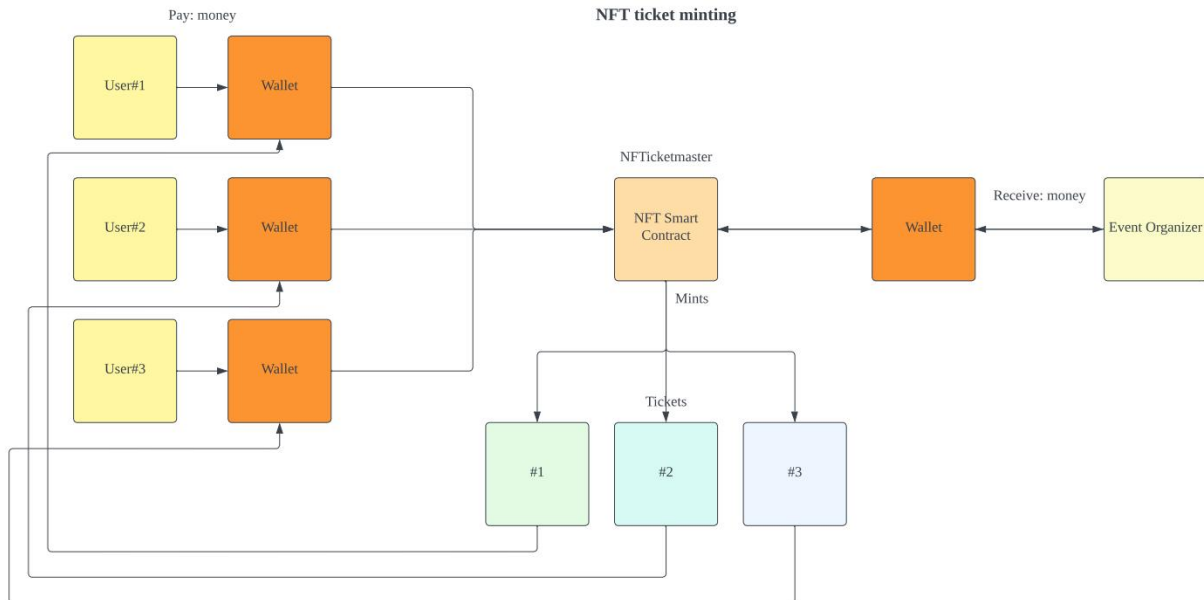 NFT ticket minting
Pay: money
User#1
Wallet
NFTicketmaster
User#2
Wallet
NFT Smart
Contract
Wallet
Receive: money
Event Organizer
Mints
User#3
Wallet
Tickets
#1
#2
#3